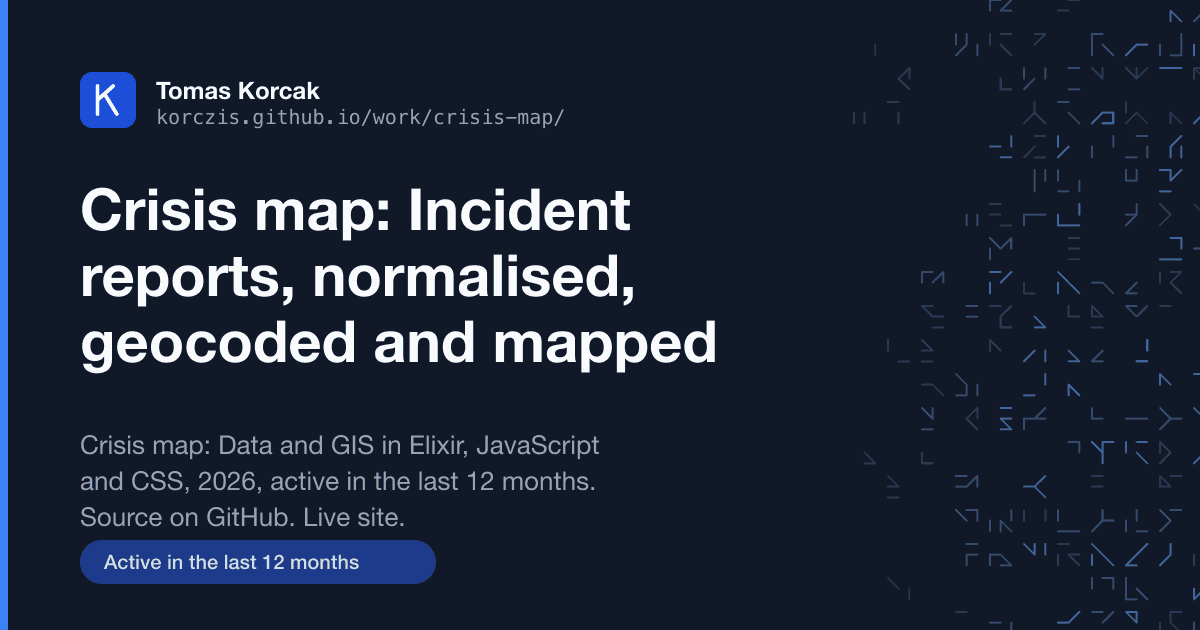 K
Tomas Korcak
korczis.github.io/work/crisis-map/
Crisis map: Incident
reports, normalised,
geocoded and mapped
Crisis map: Data and GIS in Elixir, JavaScript
and CSS, 2026, active in the last 12 months.
Source on GitHub. Live site.
Active in the last 12 months